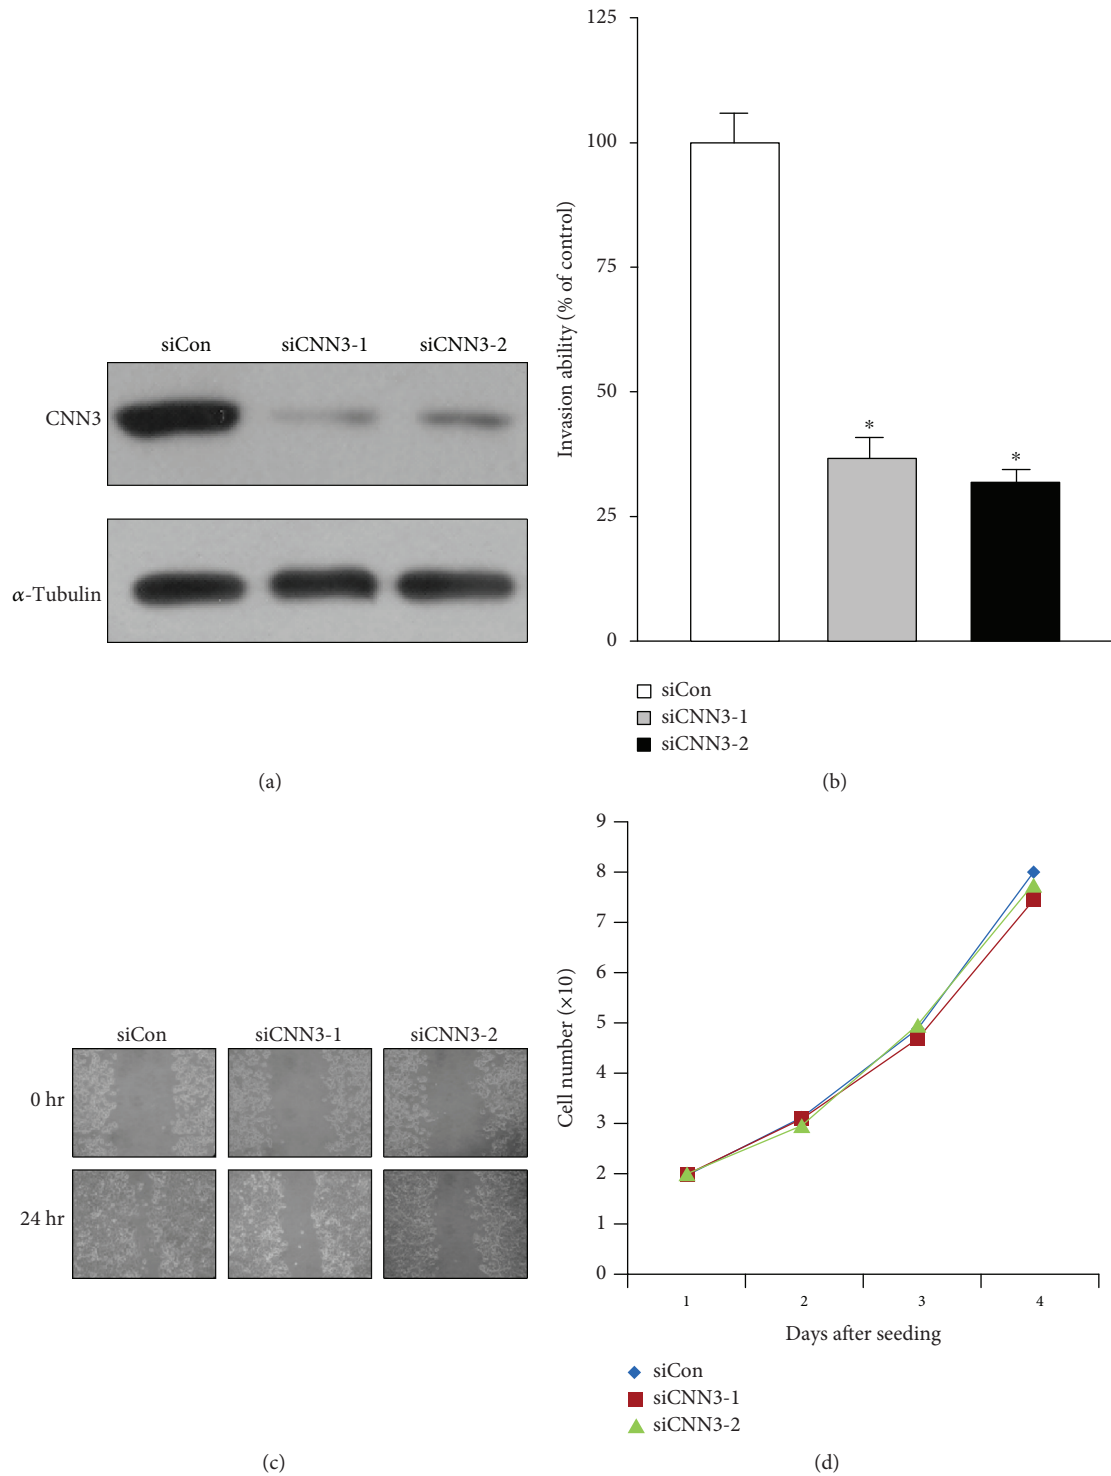 siCon siCNN3-1 siCNN3-2
CNN3
α-Tubulin
(a)
125
100
75
50
25
0
Invasion ability (% of control)
*
*
siCon
siCNN3-1
siCNN3-2
(b)
siCon siCNN3-1 siCNN3-2
0 hr
24 hr
(c)
9
8
7
6
5
4
3
2
1
0
Cell number (×10)
1 2 3 4
Days after seeding
siCon
siCNN3-1
siCNN3-2
(d)